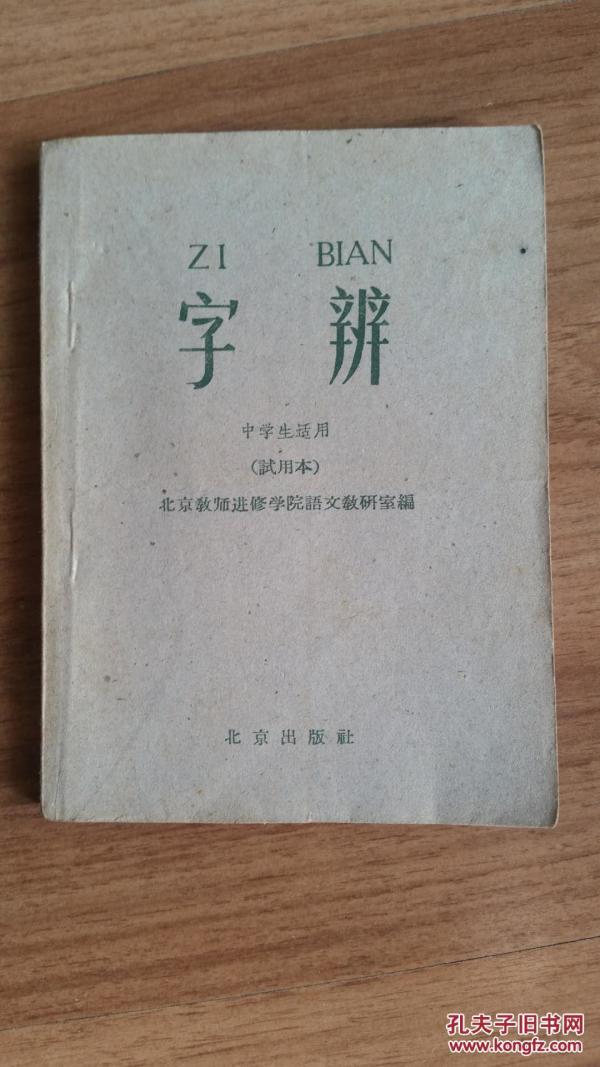 ZI BIAN
字辨
中学生适用
(試用本)
北京敎师进修学院語文敎研室編
北京出版社
孔夫子旧书网
www.kongfz.com